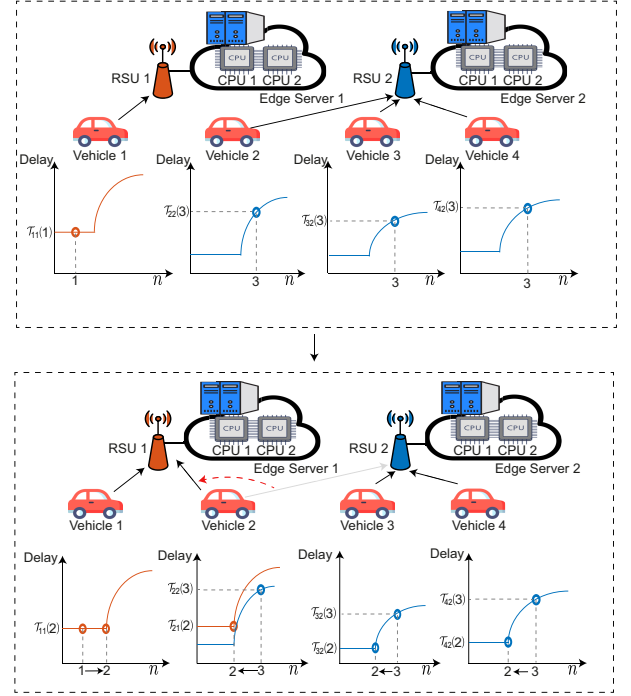 RSU 1
CPU
CPU
CPU 1 CPU 2
Edge Server 1
RSU 2
CPU
CPU
CPU 1 CPU 2
Edge Server 2
Vehicle 1
Vehicle 2
Vehicle 3
Vehicle 4
Delay
𝒯11(1)
1
n
Delay
𝒯22(3)
3
n
Delay
𝒯32(3)
3
n
Delay
𝒯42(3)
3
n
RSU 1
CPU
CPU
CPU 1 CPU 2
Edge Server 1
RSU 2
CPU
CPU
CPU 1 CPU 2
Edge Server 2
Vehicle 1
Vehicle 2
Vehicle 3
Vehicle 4
Delay
𝒯11(2)
1→2
n
Delay
𝒯22(3)
𝒯21(2)
2←3
n
Delay
𝒯32(3)
𝒯32(2)
2←3
n
Delay
𝒯42(3)
𝒯42(2)
2←3
n